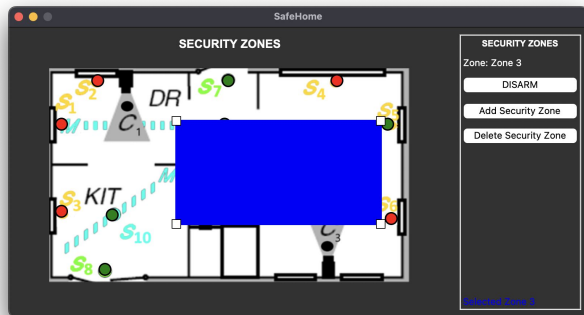 SafeHome
SECURITY ZONES
S2
S1
DR
S7
S4
M
C1
S5
M
KIT
S3
S10
S6
C3
S8
SECURITY ZONES
Zone: Zone 3
DISARM
Add Security Zone
Delete Security Zone
Selected Zone 3